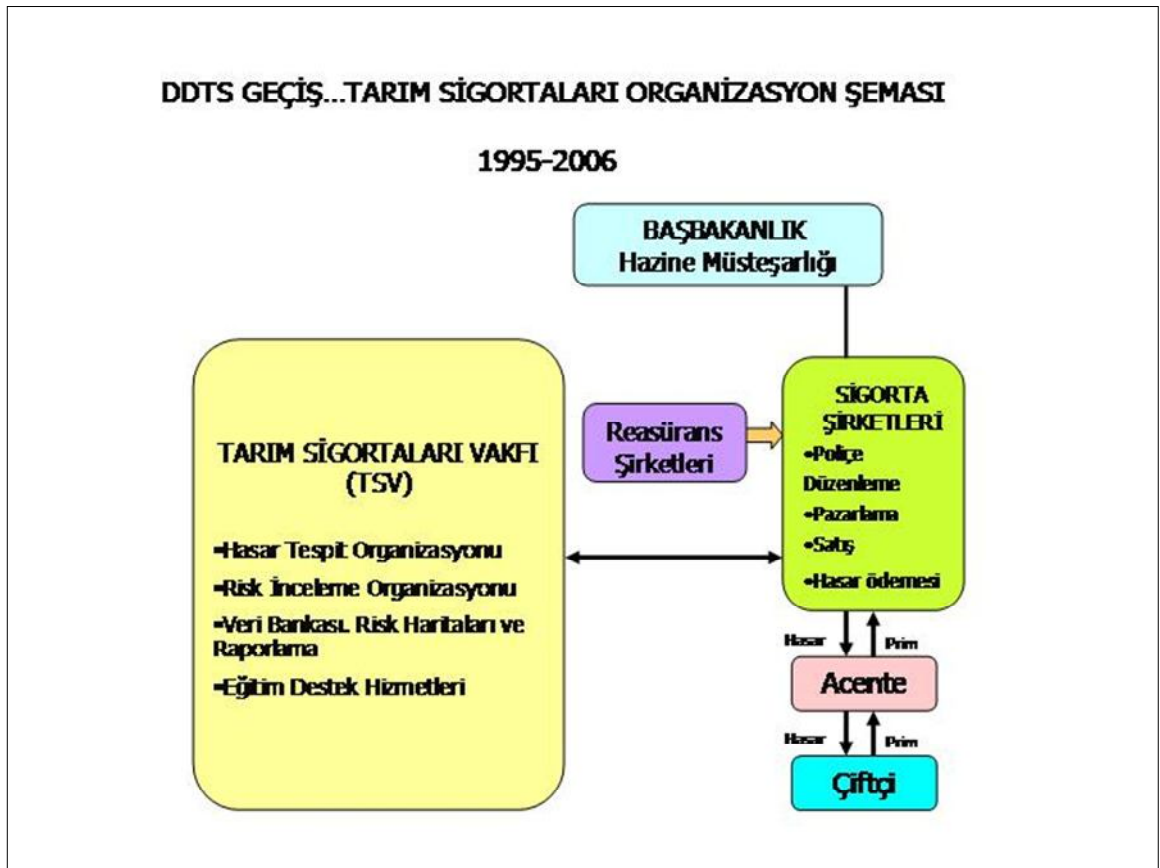 DDTS GEÇİŞ...TARIM SİGORTALARI ORGANİZASYON ŞEMASI
1995-2006
BAŞBAKANLIK
Hazine Müsteşarlığı
TARIM SİGORTALARI VAKFI
(TSV)
▪Hasar Tespit Organizasyonu
▪Risk İnceleme Organizasyonu
▪Veri Bankası. Risk Haritaları ve
Raporlama
▪Eğitim Destek Hizmetleri
Reasürans
Şirketleri
SİGORTA
ŞİRKETLERİ
•Poliçe
Düzenleme
•Pazarlama
•Satış
•Hasar ödemesi
Hasar Prim
Acente
Hasar Prim
Çiftçi